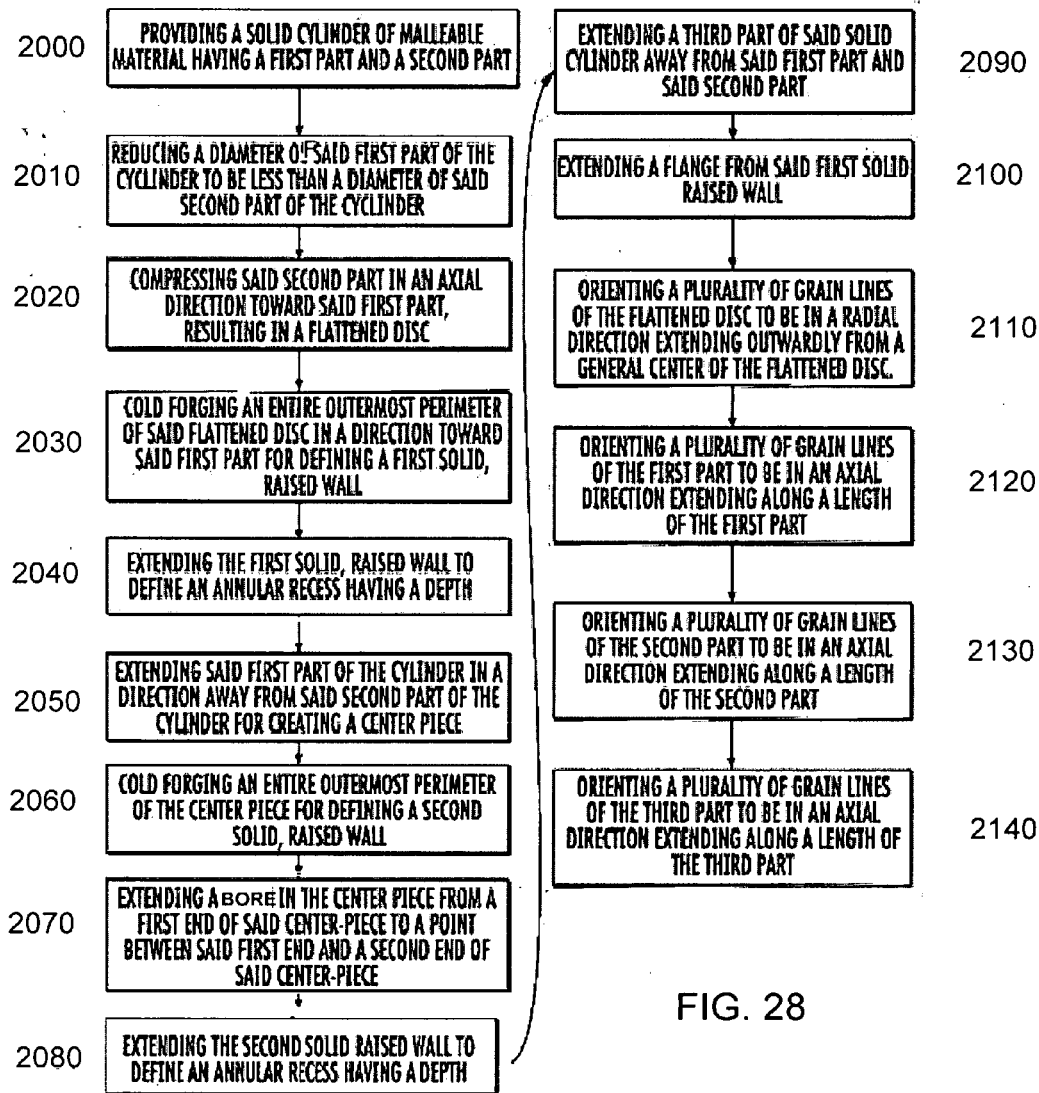 2000
PROVIDING A SOLID CYLINDER OF MALLEABLE
MATERIAL HAVING A FIRST PART AND A SECOND PART
2010
REDUCING A DIAMETER OF SAID FIRST PART OF THE
CYCLINDER TO BE LESS THAN A DIAMETER OF SAID
SECOND PART OF THE CYCLINDER
2020
COMPRESSING SAID SECOND PART IN AN AXIAL
DIRECTION TOWARD SAID FIRST PART,
RESULTING IN A FLATTENED DISC
2030
COLD FORGING AN ENTIRE OUTERMOST PERIMETER
OF SAID FLATTENED DISC IN A DIRECTION TOWARD
SAID FIRST PART FOR DEFINING A FIRST SOLID,
RAISED WALL
2040
EXTENDING THE FIRST SOLID, RAISED WALL TO
DEFINE AN ANNULAR RECESS HAVING A DEPTH
2050
EXTENDING SAID FIRST PART OF THE CYLINDER IN A
DIRECTION AWAY FROM SAID SECOND PART OF THE
CYLINDER FOR CREATING A CENTER PIECE
2060
COLD FORGING AN ENTIRE OUTERMOST PERIMETER
OF THE CENTER PIECE FOR DEFINING A SECOND
SOLID, RAISED WALL
2070
EXTENDING A BORE IN THE CENTER PIECE FROM A
FIRST END OF SAID CENTER-PIECE TO A POINT
BETWEEN SAID FIRST END AND A SECOND END OF
SAID CENTER-PIECE
2080
EXTENDING THE SECOND SOLID RAISED WALL TO
DEFINE AN ANNULAR RECESS HAVING A DEPTH
EXTENDING A THIRD PART OF SAID SOLID
CYLINDER AWAY FROM SAID FIRST PART AND
SAID SECOND PART
2090
EXTENDING A FLANGE FROM SAID FIRST SOLID
RAISED WALL
2100
ORIENTING A PLURALITY OF GRAIN LINES
OF THE FLATTENED DISC TO BE IN A RADIAL
DIRECTION EXTENDING OUTWARDLY FROM A
GENERAL CENTER OF THE FLATTENED DISC.
2110
ORIENTING A PLURALITY OF GRAIN LINES
OF THE FIRST PART TO BE IN AN AXIAL
DIRECTION EXTENDING ALONG A LENGTH
OF THE FIRST PART
2120
ORIENTING A PLURALITY OF GRAIN LINES
OF THE SECOND PART TO BE IN AN AXIAL
DIRECTION EXTENDING ALONG A LENGTH
OF THE SECOND PART
2130
ORIENTING A PLURALITY OF GRAIN LINES
OF THE THIRD PART TO BE IN AN AXIAL
DIRECTION EXTENDING ALONG A LENGTH OF
THE THIRD PART
2140
FIG. 28